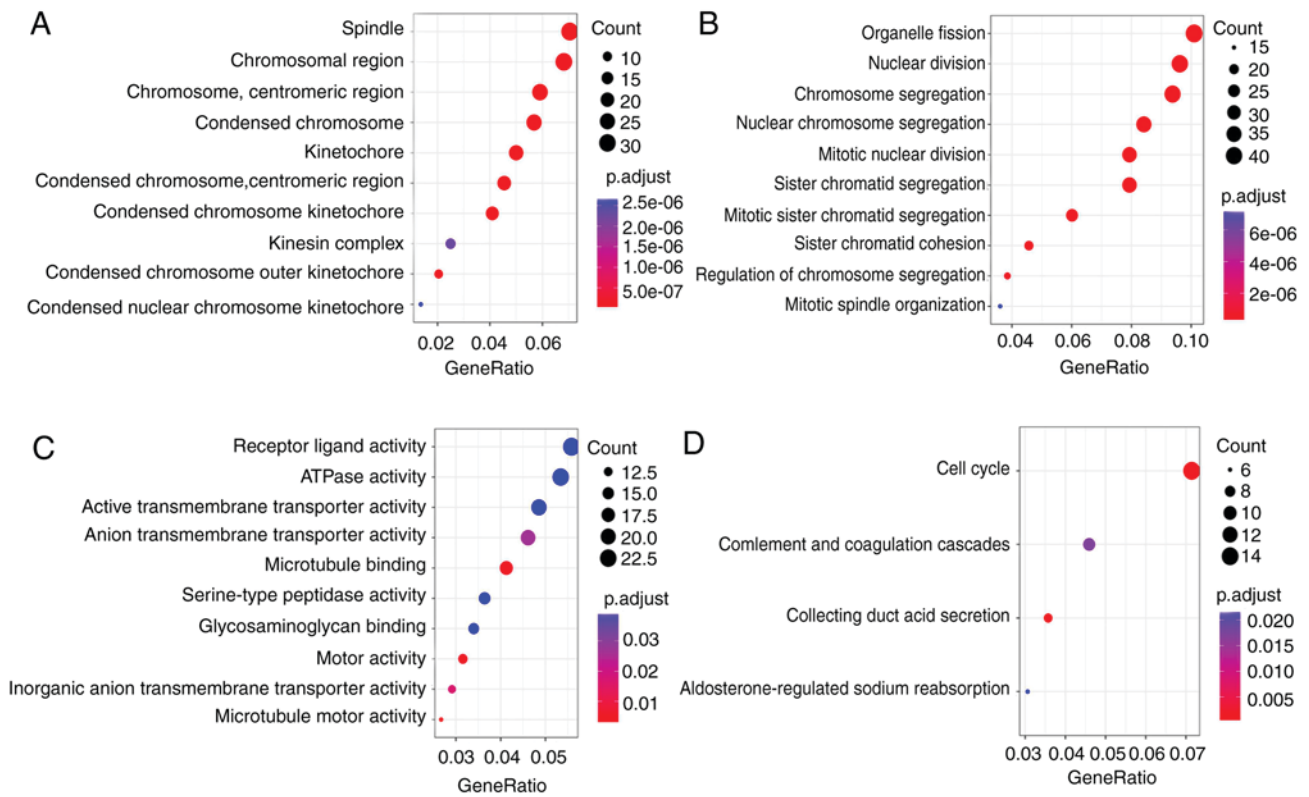 A
Spindle
Chromosomal region
Chromosome, centromeric region
Condensed chromosome
Kinetochore
Condensed chromosome,centromeric region
Condensed chromosome kinetochore
Kinesin complex
Condensed chromosome outer kinetochore
Condensed nuclear chromosome kinetochore
0.02 0.04 0.06
GeneRatio
Count
10
15
20
25
30
p.adjust
2.5e-06
2.0e-06
1.5e-06
1.0e-06
5.0e-07
B
Organelle fission
Nuclear division
Chromosome segregation
Nuclear chromosome segregation
Mitotic nuclear division
Sister chromatid segregation
Mitotic sister chromatid segregation
Sister chromatid cohesion
Regulation of chromosome segregation
Mitotic spindle organization
0.04 0.06 0.08 0.10
GeneRatio
Count
15
20
25
30
35
40
p.adjust
6e-06
4e-06
2e-06
C
Receptor ligand activity
ATPase activity
Active transmembrane transporter activity
Anion transmembrane transporter activity
Microtubule binding
Serine-type peptidase activity
Glycosaminoglycan binding
Motor activity
Inorganic anion transmembrane transporter activity
Microtubule motor activity
0.03 0.04 0.05
GeneRatio
Count
12.5
15.0
17.5
20.0
22.5
p.adjust
0.03
0.02
0.01
D
Cell cycle
Comlement and coagulation cascades
Collecting duct acid secretion
Aldosterone-regulated sodium reabsorption
0.03 0.04 0.05 0.06 0.07
GeneRatio
Count
6
8
10
12
14
p.adjust
0.020
0.015
0.010
0.005